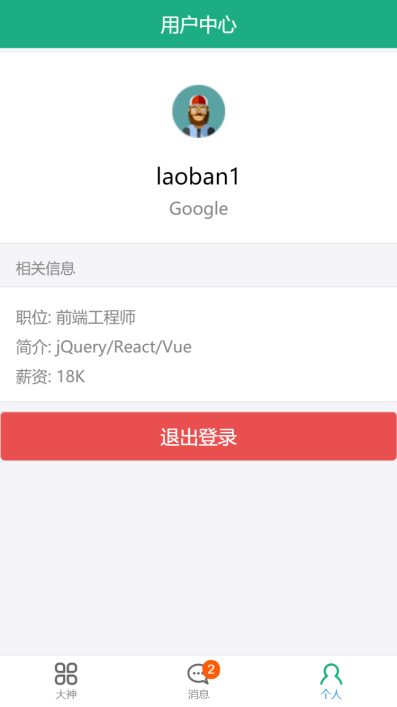 用户中心
laoban1
Google
相关信息
职位: 前端工程师
简介: jQuery/React/Vue
薪资: 18K
退出登录
2
大神
消息
个人